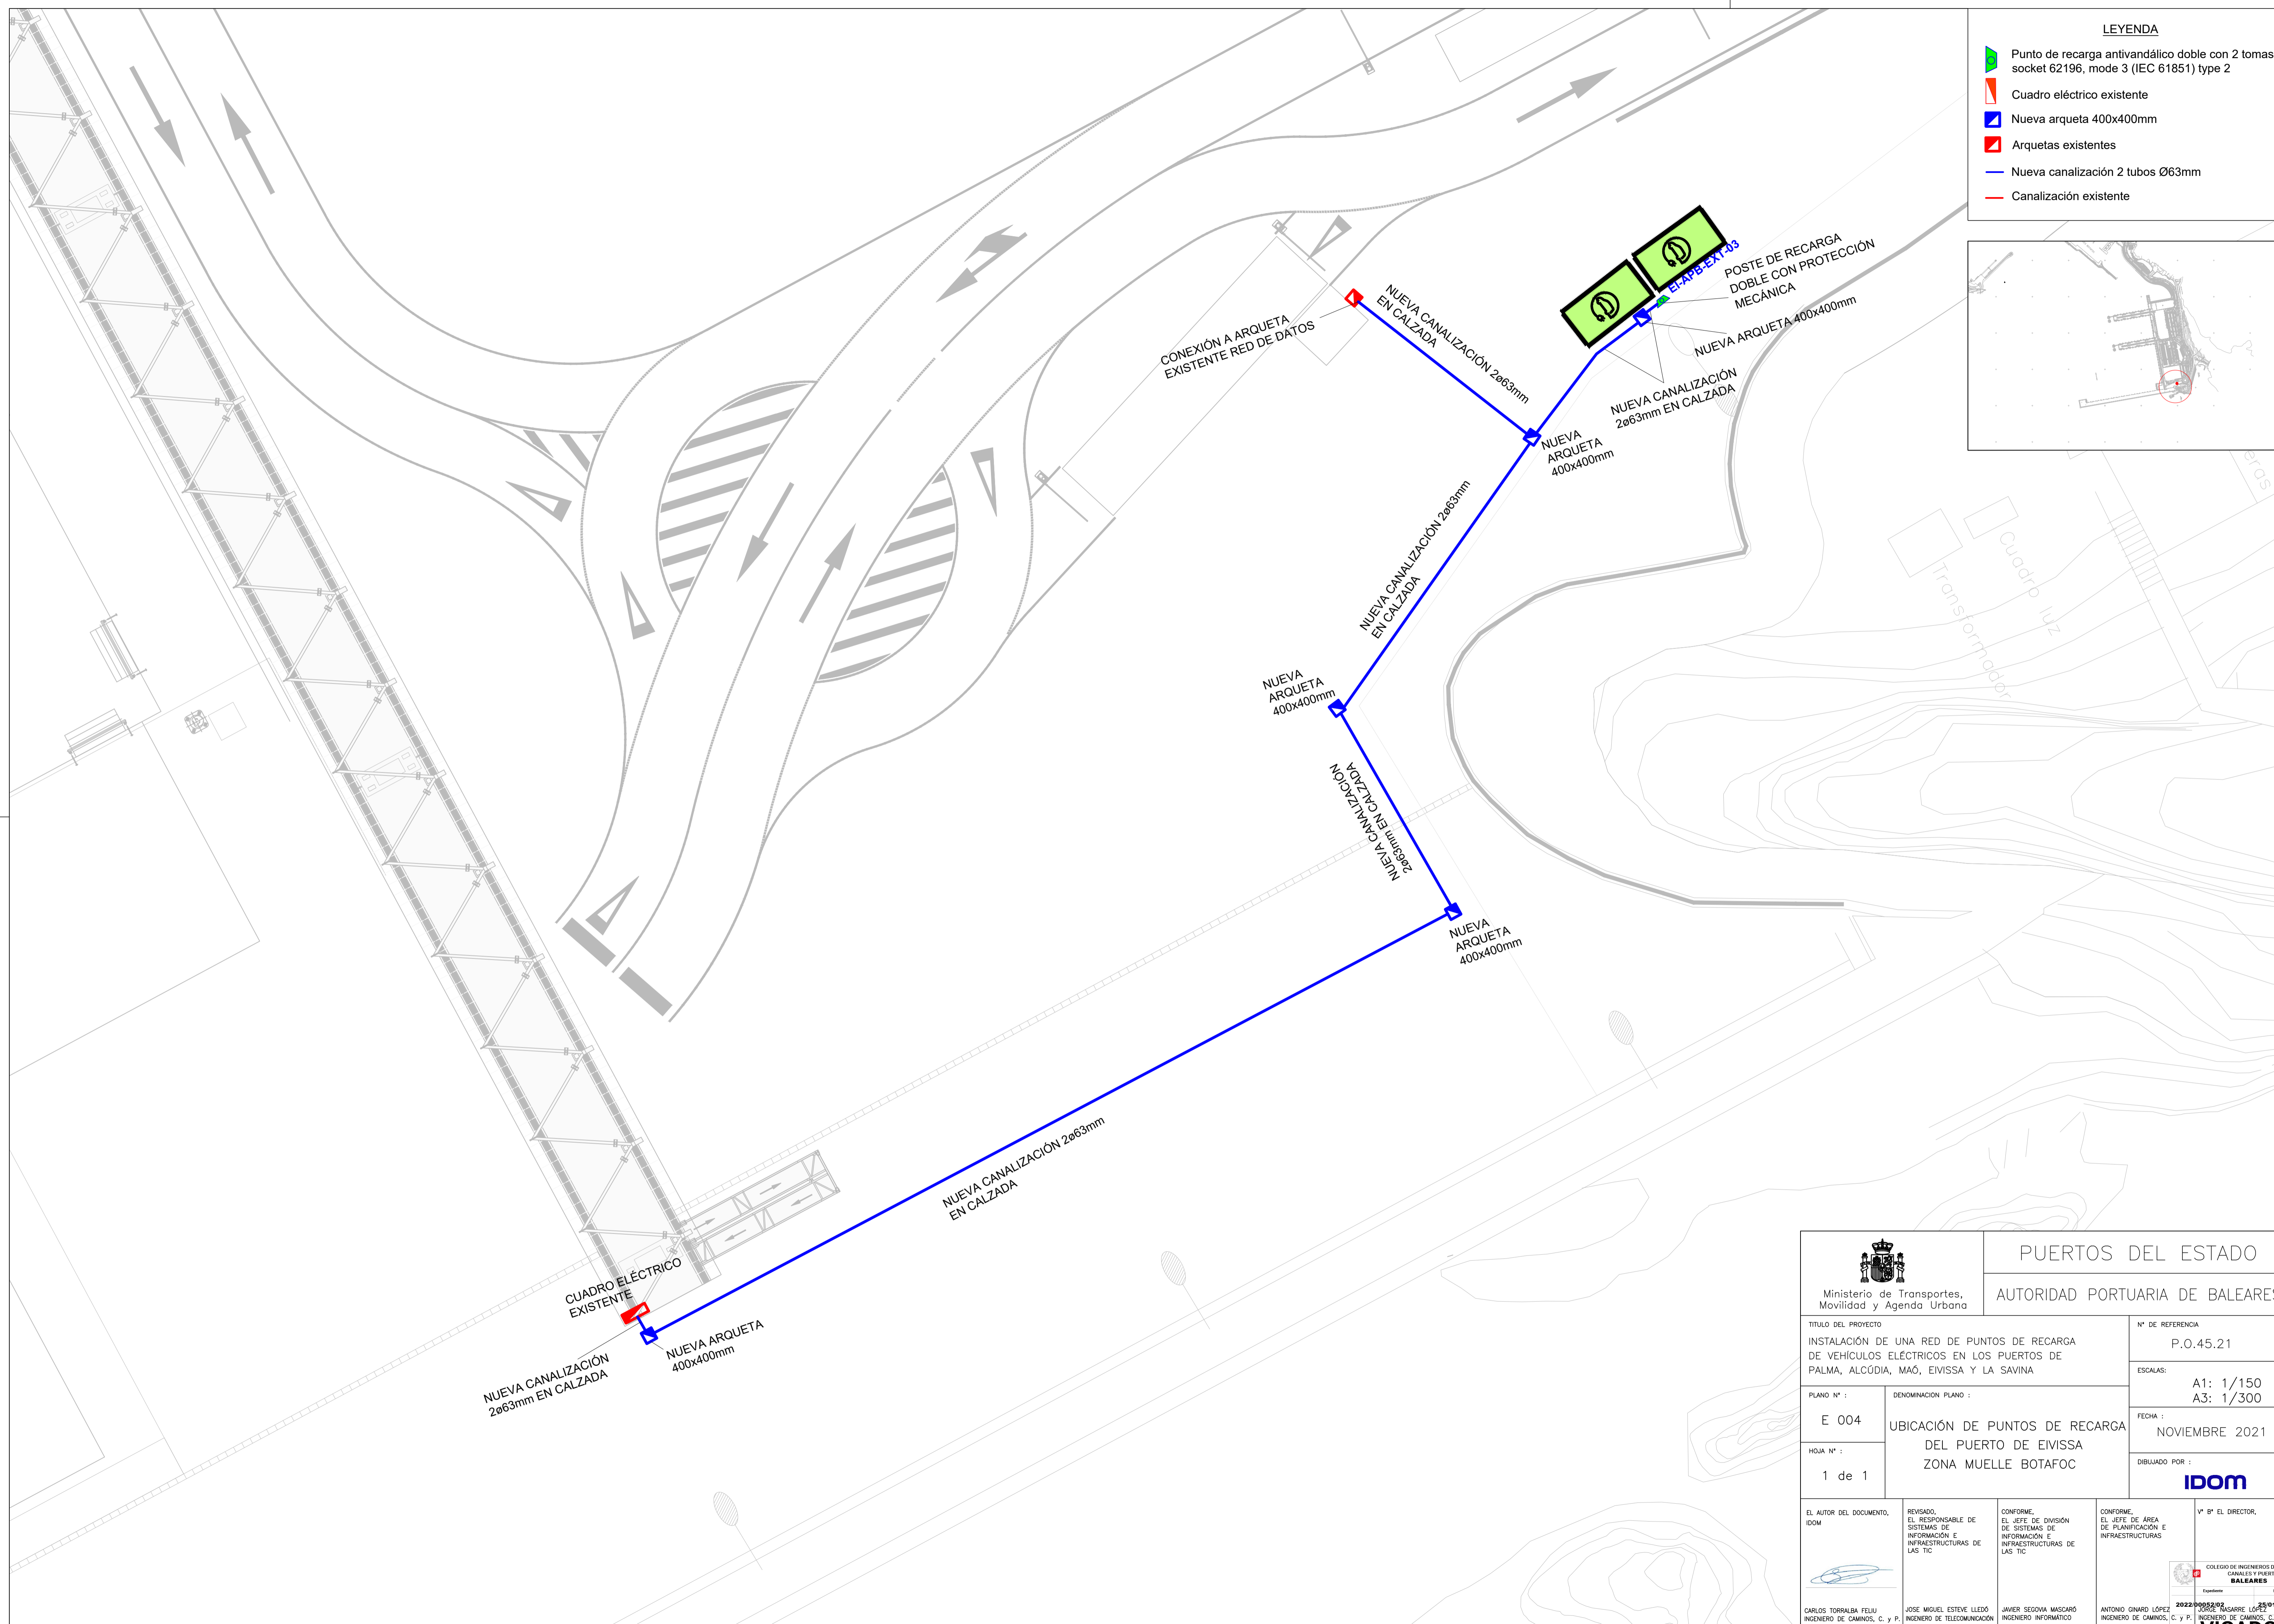 LEYENDA
Punto de recarga antivandálico doble con 2 tomas
socket 62196, mode 3 (IEC 61851) type 2
Cuadro eléctrico existente
Nueva arqueta 400x400mm
Arquetas existentes
Nueva canalización 2 tubos Ø63mm
Canalización existente
EI-APB-EXT-03
POSTE DE RECARGA
DOBLE CON PROTECCIÓN
MECÁNICA
NUEVA ARQUETA 400x400mm
NUEVA CANALIZACIÓN
2ø63mm EN CALZADA
NUEVA CANALIZACIÓN 2ø63mm
EN CALZADA
CONEXIÓN A ARQUETA
EXISTENTE RED DE DATOS
NUEVA
ARQUETA
400x400mm
NUEVA CANALIZACIÓN 2ø63mm
EN CALZADA
Cuadro luz
Transformador
NUEVA
ARQUETA
400x400mm
NUEVA CANALIZACIÓN
2ø63mm EN CALZADA
NUEVA
ARQUETA
400x400mm
NUEVA CANALIZACIÓN 2ø63mm
EN CALZADA
CUADRO ELÉCTRICO
EXISTENTE
NUEVA ARQUETA
400x400mm
NUEVA CANALIZACIÓN
2ø63mm EN CALZADA
Ministerio de Transportes,
Movilidad y Agenda Urbana
PUERTOS DEL ESTADO
AUTORIDAD PORTUARIA DE BALEARES
TITULO DEL PROYECTO
INSTALACIÓN DE UNA RED DE PUNTOS DE RECARGA
DE VEHÍCULOS ELÉCTRICOS EN LOS PUERTOS DE
PALMA, ALCÚDIA, MAÓ, EIVISSA Y LA SAVINA
Nº DE REFERENCIA
P.O.45.21
ESCALAS:
A1: 1/150
A3: 1/300
PLANO Nº :
E 004
HOJA Nº :
1 de 1
DENOMINACION PLANO :
UBICACIÓN DE PUNTOS DE RECARGA
DEL PUERTO DE EIVISSA
ZONA MUELLE BOTAFOC
FECHA :
NOVIEMBRE 2021
DIBUJADO POR :
IDOM
EL AUTOR DEL DOCUMENTO,
IDOM
CARLOS TORRALBA FELIU
INGENIERO DE CAMINOS, C. y P.
REVISADO,
EL RESPONSABLE DE
SISTEMAS DE
INFORMACIÓN E
INFRAESTRUCTURAS DE
LAS TIC
JOSE MIGUEL ESTEVE LLEDÓ
INGENIERO DE TELECOMUNICACIÓN
CONFORME,
EL JEFE DE DIVISIÓN
DE SISTEMAS DE
INFORMACIÓN E
INFRAESTRUCTURAS DE
LAS TIC
JAVIER SEGOVIA MASCARÓ
INGENIERO INFORMÁTICO
CONFORME,
EL JEFE DE ÁREA
DE PLANIFICACIÓN E
INFRAESTRUCTURAS
ANTONIO GINARD LÓPEZ
INGENIERO DE CAMINOS, C. y P.
Vº Bº EL DIRECTOR,
JORGE NASARRE LÓPEZ
INGENIERO DE CAMINOS, C.
COLEGIO DE INGENIEROS D
CANALES Y PUERT
BALEARES
Expediente
2022/00052/02